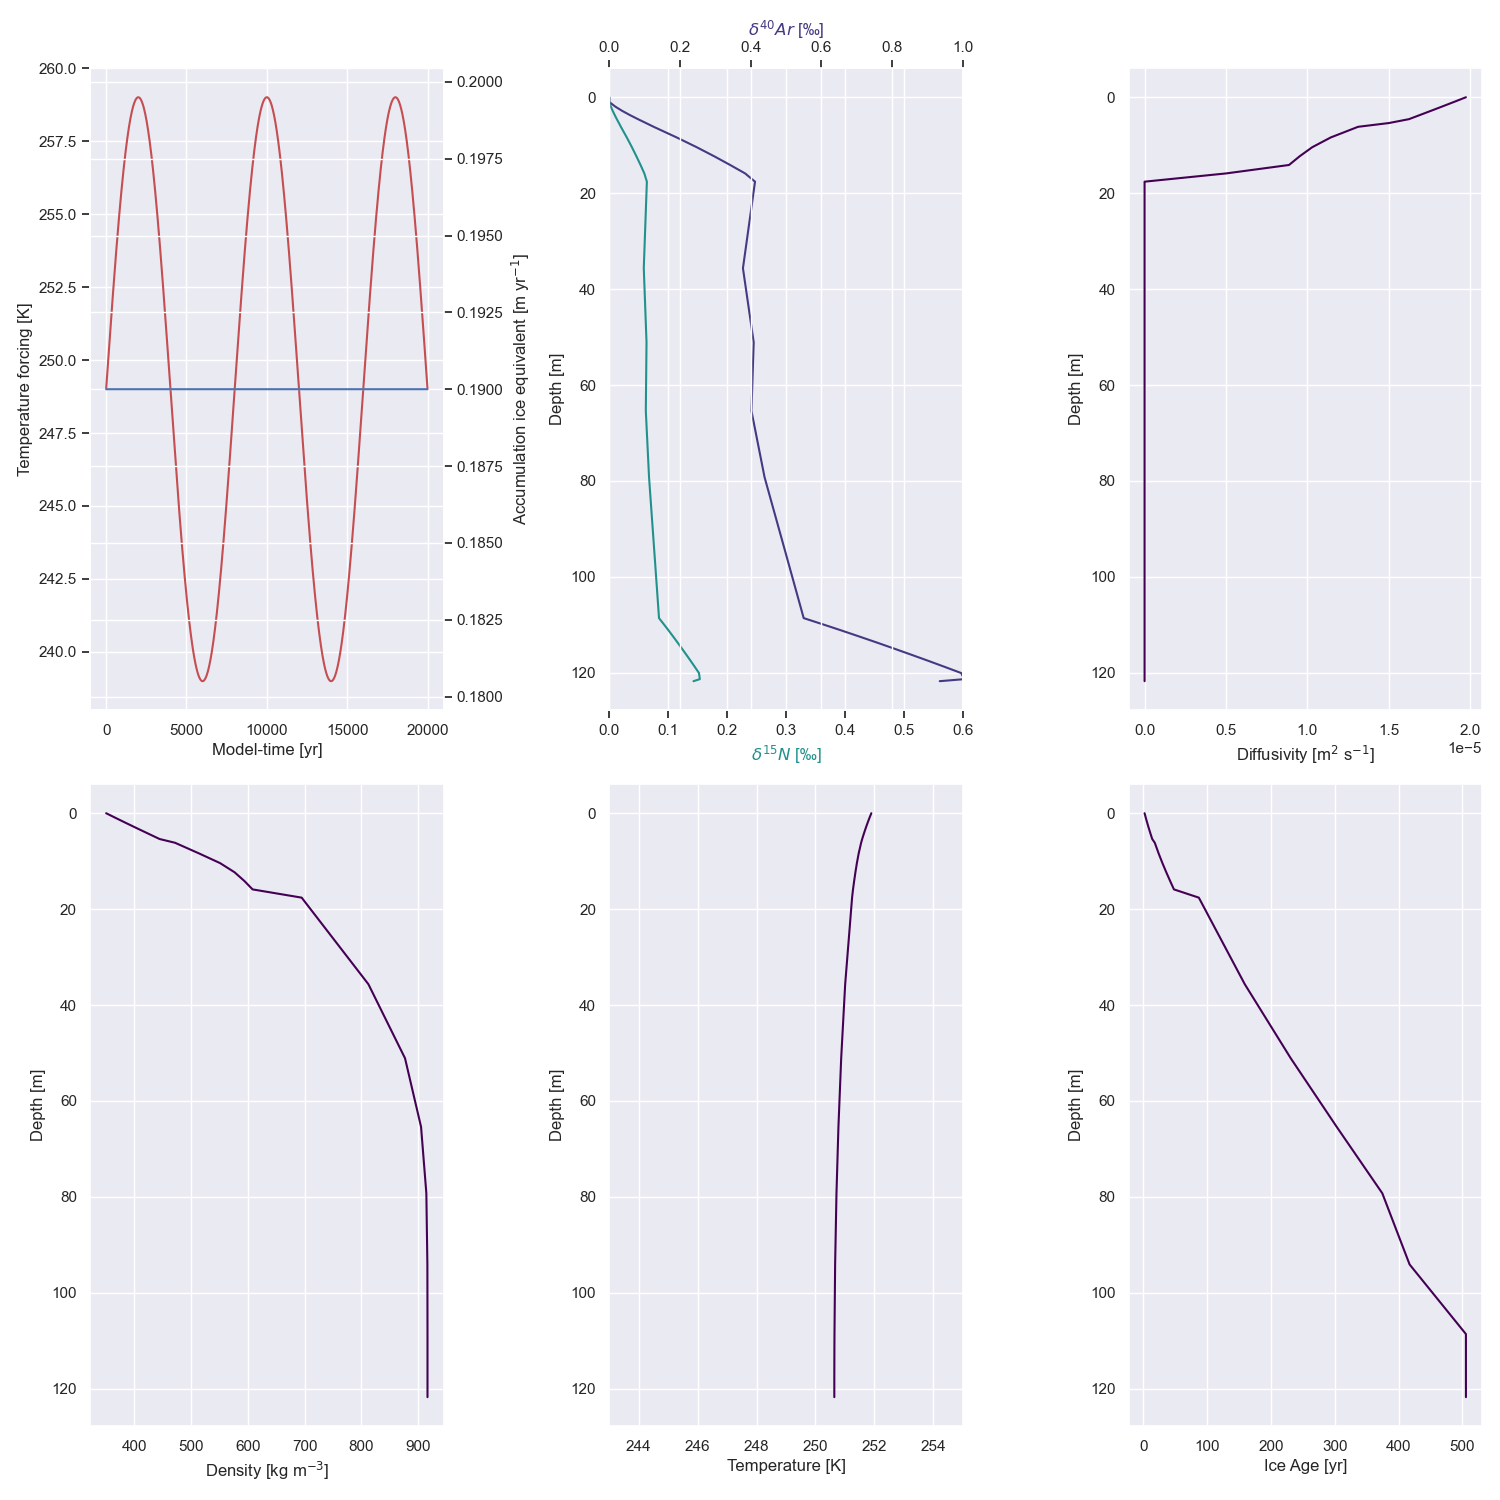 260.0
257.5
255.0
252.5
250.0
247.5
245.0
242.5
240.0
Temperature forcing [K]
0.2000
0.1975
0.1950
0.1925
0.1900
0.1875
0.1850
0.1825
0.1800
Accumulation ice equivalent [m yr⁻¹]
0 5000 10000 15000 20000
Model-time [yr]
δ⁴⁰Ar [‰]
0.0 0.2 0.4 0.6 0.8 1.0
0
20
40
60
80
100
120
Depth [m]
0.0 0.1 0.2 0.3 0.4 0.5 0.6
δ¹⁵N [‰]
0
20
40
60
80
100
120
Depth [m]
0.0 0.5 1.0 1.5 2.0
1e−5
Diffusivity [m² s⁻¹]
0
20
40
60
80
100
120
Depth [m]
400 500 600 700 800 900
Density [kg m⁻³]
0
20
40
60
80
100
120
Depth [m]
244 246 248 250 252 254
Temperature [K]
0
20
40
60
80
100
120
Depth [m]
0 100 200 300 400 500
Ice Age [yr]